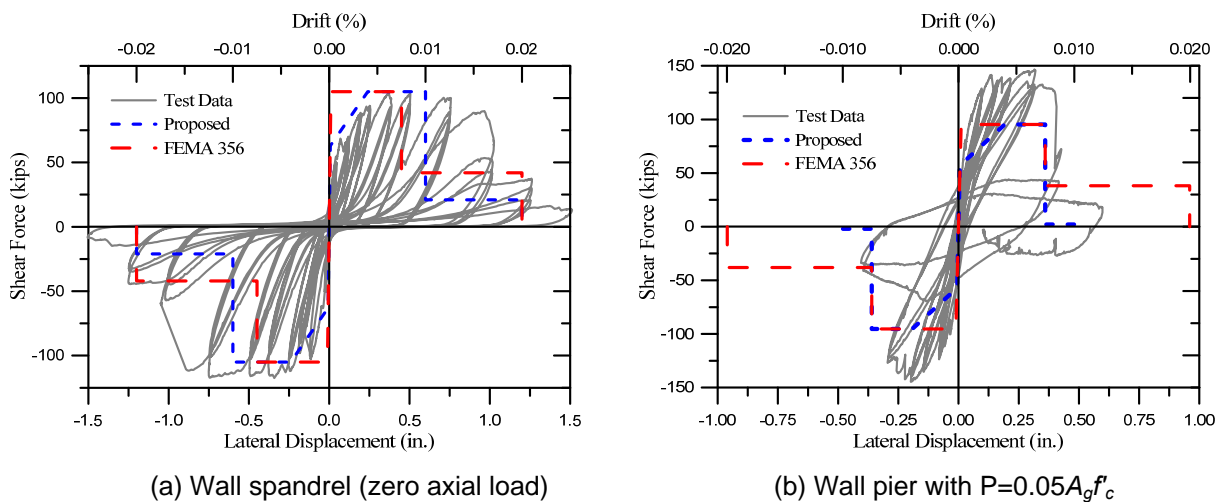 Drift (%)
-0.02 -0.01 0.00 0.01 0.02
100
50
0
-50
-100
Shear Force (kips)
Test Data
Proposed
FEMA 356
-1.5 -1.0 -0.5 0.0 0.5 1.0 1.5
Lateral Displacement (in.)
(a) Wall spandrel (zero axial load)
Drift (%)
-0.020 -0.010 0.000 0.010 0.020
150
100
50
0
-50
-100
-150
Shear Force (kips)
Test Data
Proposed
FEMA 356
-1.00 -0.75 -0.50 -0.25 0.00 0.25 0.50 0.75 1.00
Lateral Displacement (in.)
(b) Wall pier with P=0.05A_gf'_c